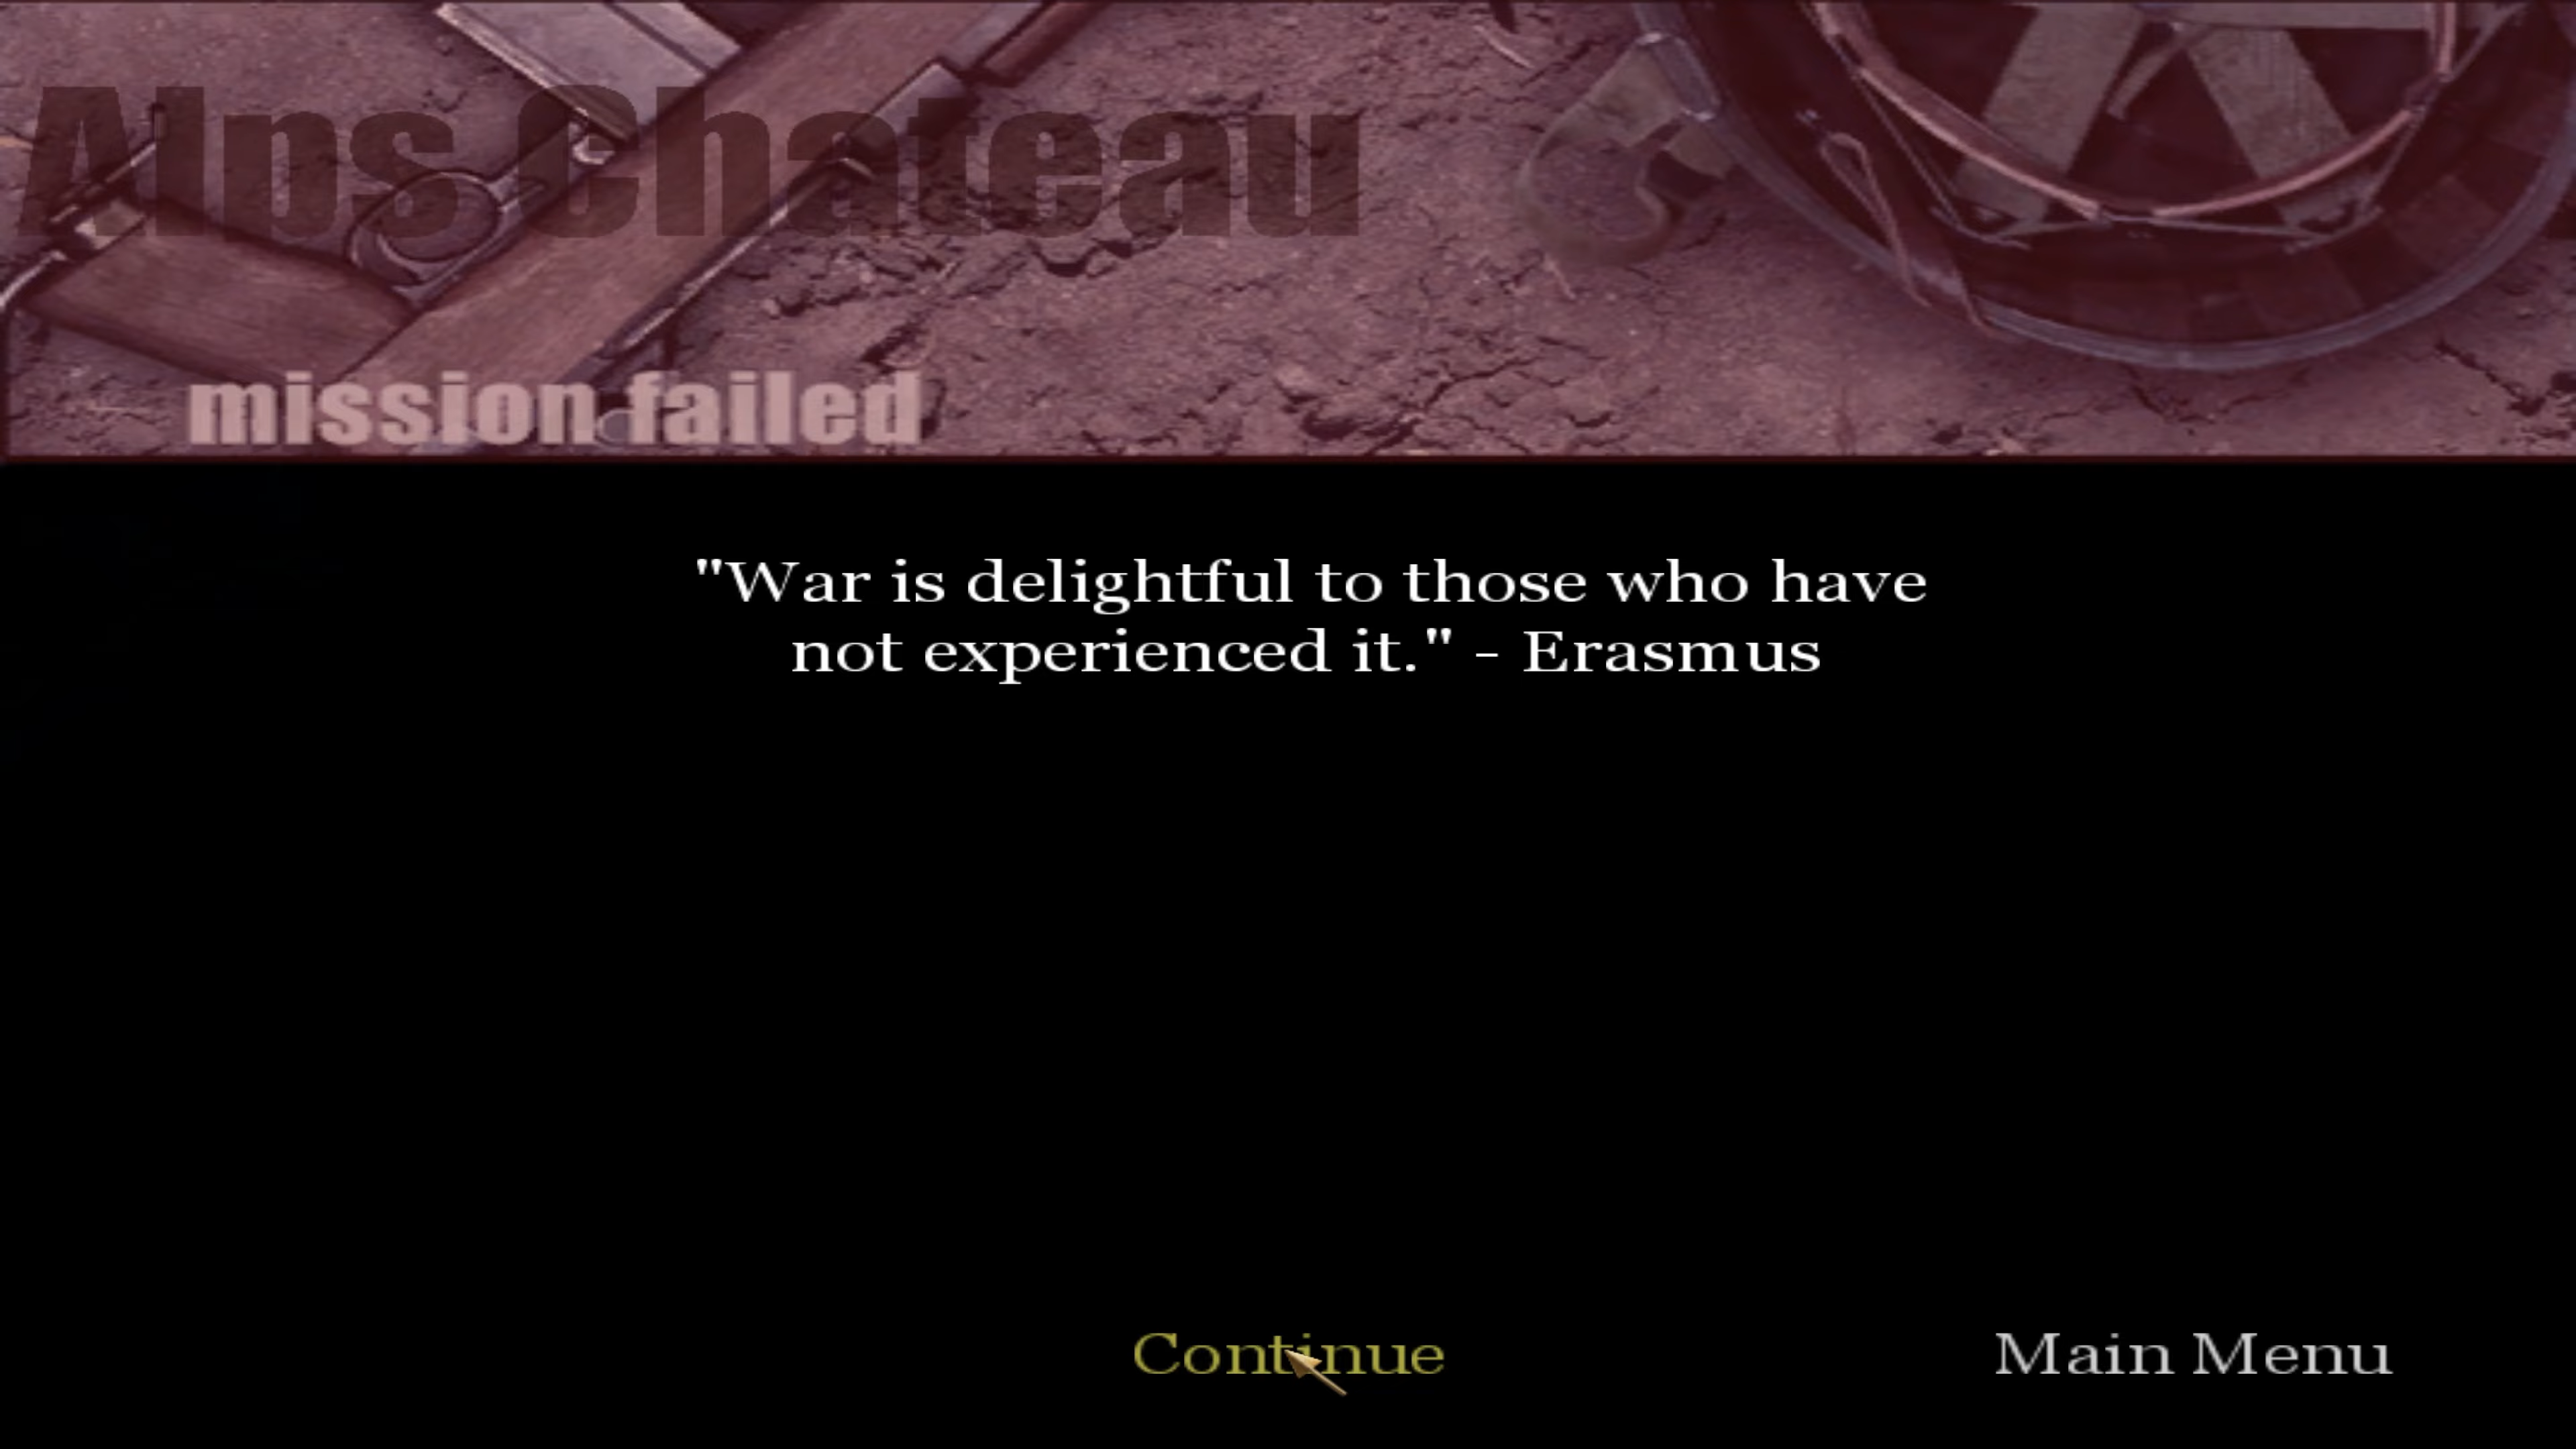 Alps Chateau
mission failed
"War is delightful to those who have
not experienced it." - Erasmus
Continue
Main Menu